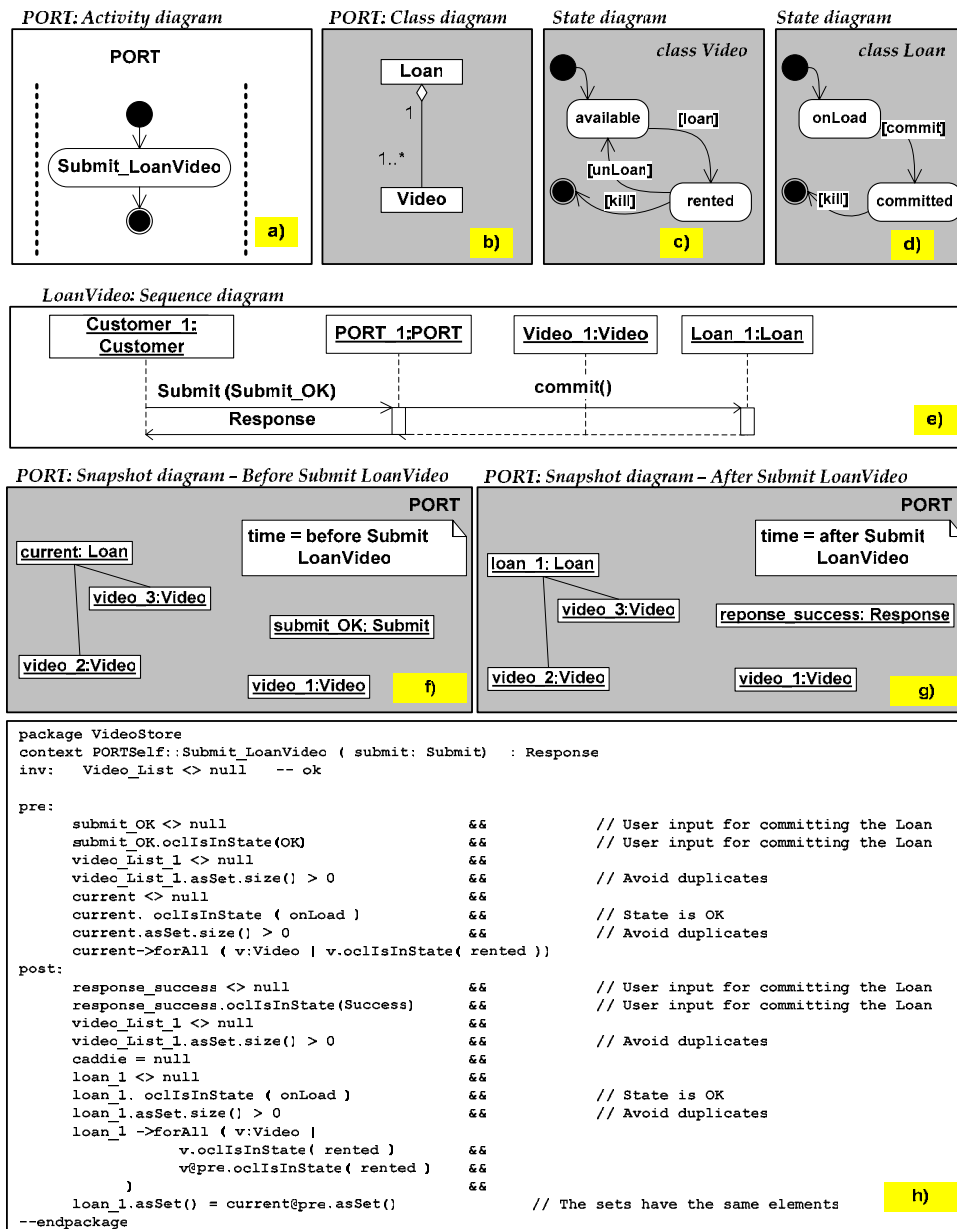 PORT: Activity diagram
PORT: Class diagram
State diagram
State diagram
PORT
Submit_LoanVideo
a)
Loan
1
1..*
Video
b)
class Video
available
[loan]
[unLoan]
[kill]
rented
c)
class Loan
onLoad
[commit]
[kill]
committed
d)
LoanVideo: Sequence diagram
Customer_1:
Customer
PORT_1:PORT
Video_1:Video
Loan_1:Loan
Submit (Submit_OK)
commit()
Response
e)
PORT: Snapshot diagram – Before Submit LoanVideo
PORT: Snapshot diagram – After Submit LoanVideo
PORT
time = before Submit
LoanVideo
current: Loan
video_3:Video
submit_OK: Submit
video_2:Video
video_1:Video
f)
PORT
time = after Submit
LoanVideo
loan_1: Loan
video_3:Video
reponse_success: Response
video_2:Video
video_1:Video
g)
package VideoStore
context PORTSelf::Submit_LoanVideo ( submit: Submit) : Response
inv: Video_List <> null -- ok
pre:
submit_OK <> null && // User input for committing the Loan
submit_OK.oclIsInState(OK) && // User input for committing the Loan
video_List_1 <> null &&
video_List_1.asSet.size() > 0 && // Avoid duplicates
current <> null &&
current. oclIsInState ( onLoad ) && // State is OK
current.asSet.size() > 0 && // Avoid duplicates
current->forAll ( v:Video | v.oclIsInState( rented ))
post:
response_success <> null && // User input for committing the Loan
response_success.oclIsInState(Success) && // User input for committing the Loan
video_List_1 <> null &&
video_List_1.asSet.size() > 0 && // Avoid duplicates
caddie = null &&
loan_1 <> null &&
loan_1. oclIsInState ( onLoad ) && // State is OK
loan_1.asSet.size() > 0 && // Avoid duplicates
loan_1 ->forAll ( v:Video |
v.oclIsInState( rented ) &&
v@pre.oclIsInState( rented ) &&
) &&
loan_1.asSet() = current@pre.asSet() // The sets have the same elements
--endpackage
h)